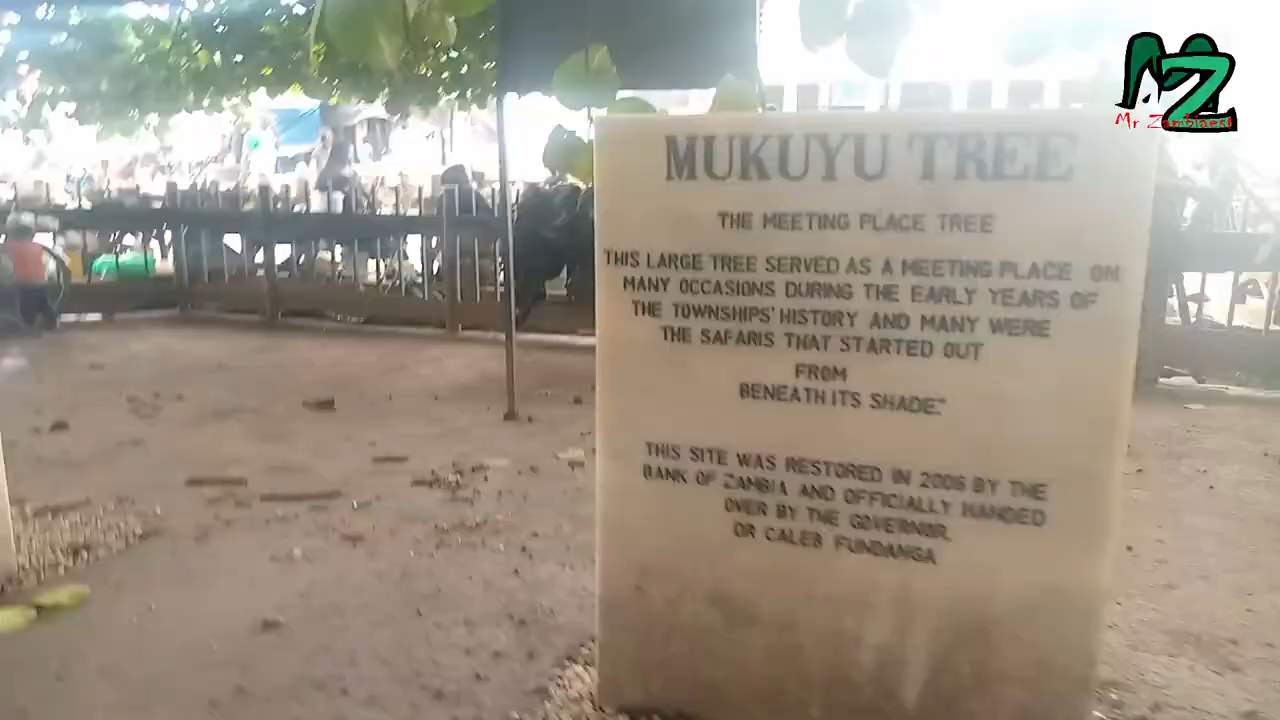 MUKUYU TREE
THE MEETING PLACE TREE
THIS LARGE TREE SERVED AS A MEETING PLACE ON
MANY OCCASIONS DURING THE EARLY YEARS OF
THE TOWNSHIPS' HISTORY AND MANY WERE
THE SAFARIS THAT STARTED OUT
FROM
BENEATH ITS SHADE."
THIS SITE WAS RESTORED IN 2006 BY THE
BANK OF ZAMBIA AND OFFICIALLY HANDED
OVER BY THE GOVERNOR,
DR CALEB FUNDANGA
MZ
Mr Zambiaest